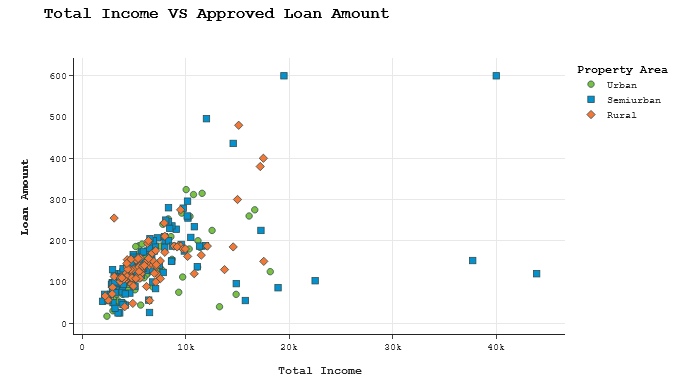 Total Income VS Approved Loan Amount
Property Area
Urban
Semiurban
Rural
Loan Amount
600
500
400
300
200
100
0
0
10k
20k
30k
40k
Total Income